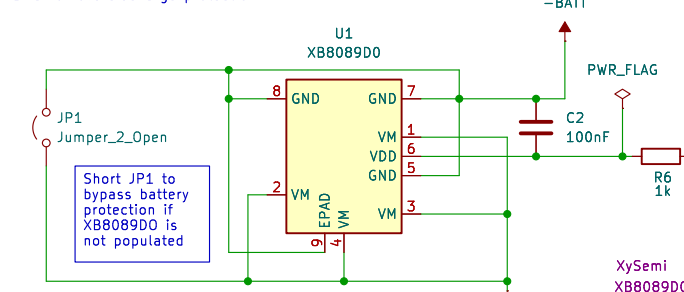 -BATT
U1
XB8089D0
PWR_FLAG
8 GND
GND 7
JP1
Jumper_2_Open
C2
100nF
VM 1
VDD 6
GND 5
Short JP1 to
bypass battery
protection if
XB8089D0 is
not populated
2 VM
VM 3
EPAD
VM
9
4
R6
1k
XySemi
XB8089D0